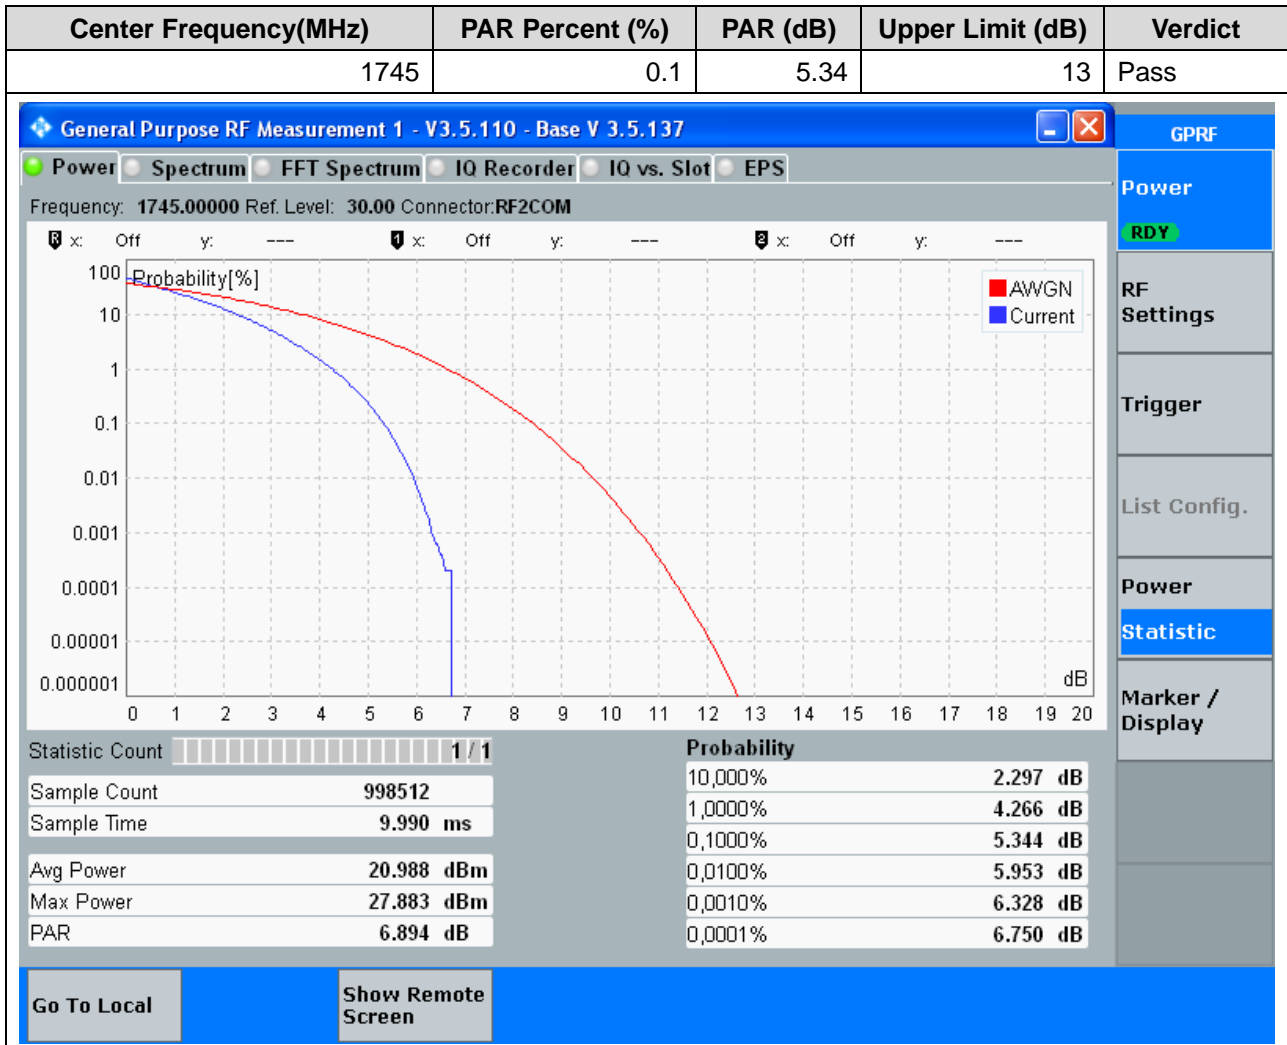 Center Frequency(MHz) PAR Percent (%) PAR (dB) Upper Limit (dB) Verdict
1745 0.1 5.34 13 Pass
General Purpose RF Measurement 1 - V3.5.110 - Base V 3.5.137
GPRF
Power Spectrum FFT Spectrum IQ Recorder IQ vs. Slot EPS
Frequency: 1745.00000 Ref. Level: 30.00 Connector:RF2COM
R x: Off y: --- 1 x: Off y: --- 2 x: Off y: ---
Probability[%]
100
10
1
0.1
0.01
0.001
0.0001
0.00001
0.000001
AWGN
Current
dB
0 1 2 3 4 5 6 7 8 9 10 11 12 13 14 15 16 17 18 19 20
Statistic Count 1 / 1
Sample Count 998512
Sample Time 9.990 ms
Avg Power 20.988 dBm
Max Power 27.883 dBm
PAR 6.894 dB
Probability
10,000% 2.297 dB
1,0000% 4.266 dB
0,1000% 5.344 dB
0,0100% 5.953 dB
0,0010% 6.328 dB
0,0001% 6.750 dB
Power
RDY
RF
Settings
Trigger
List Config.
Power
Statistic
Marker /
Display
Go To Local
Show Remote
Screen